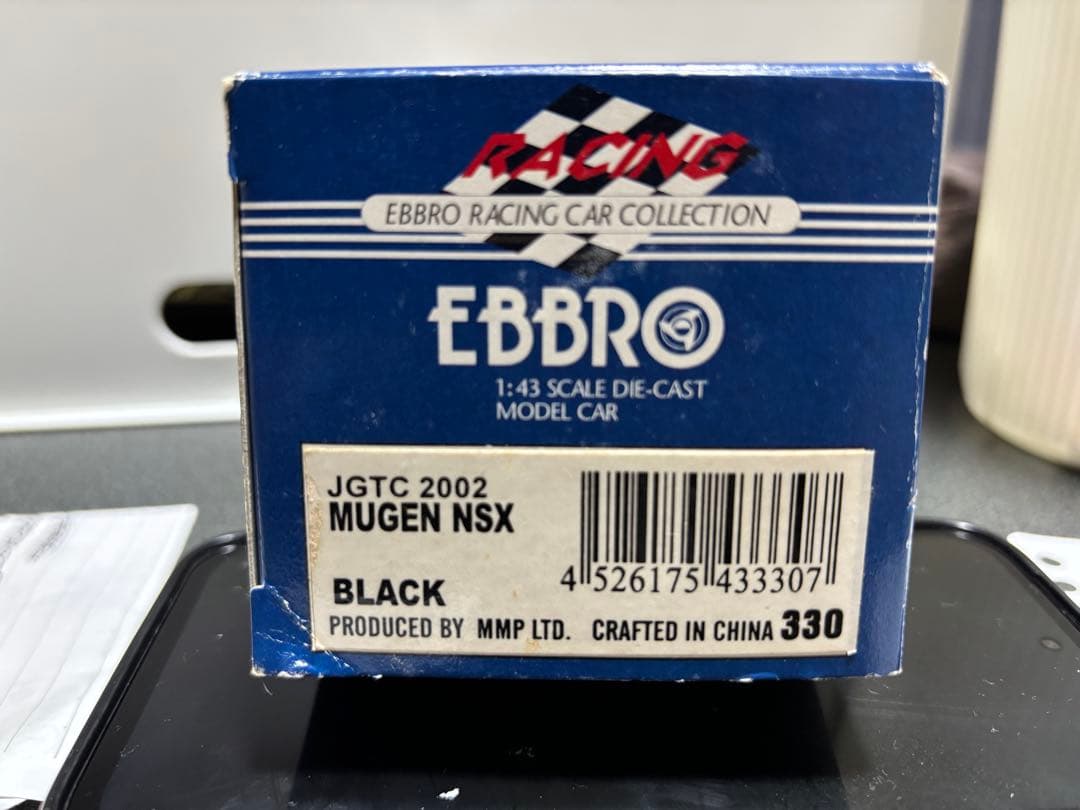 RACING
EBBRO RACING CAR COLLECTION
EBBRO
1:43 SCALE DIE-CAST
MODEL CAR
JGTC 2002
MUGEN NSX
BLACK
4 526175 433307
PRODUCED BY MMP LTD. CRAFTED IN CHINA 330